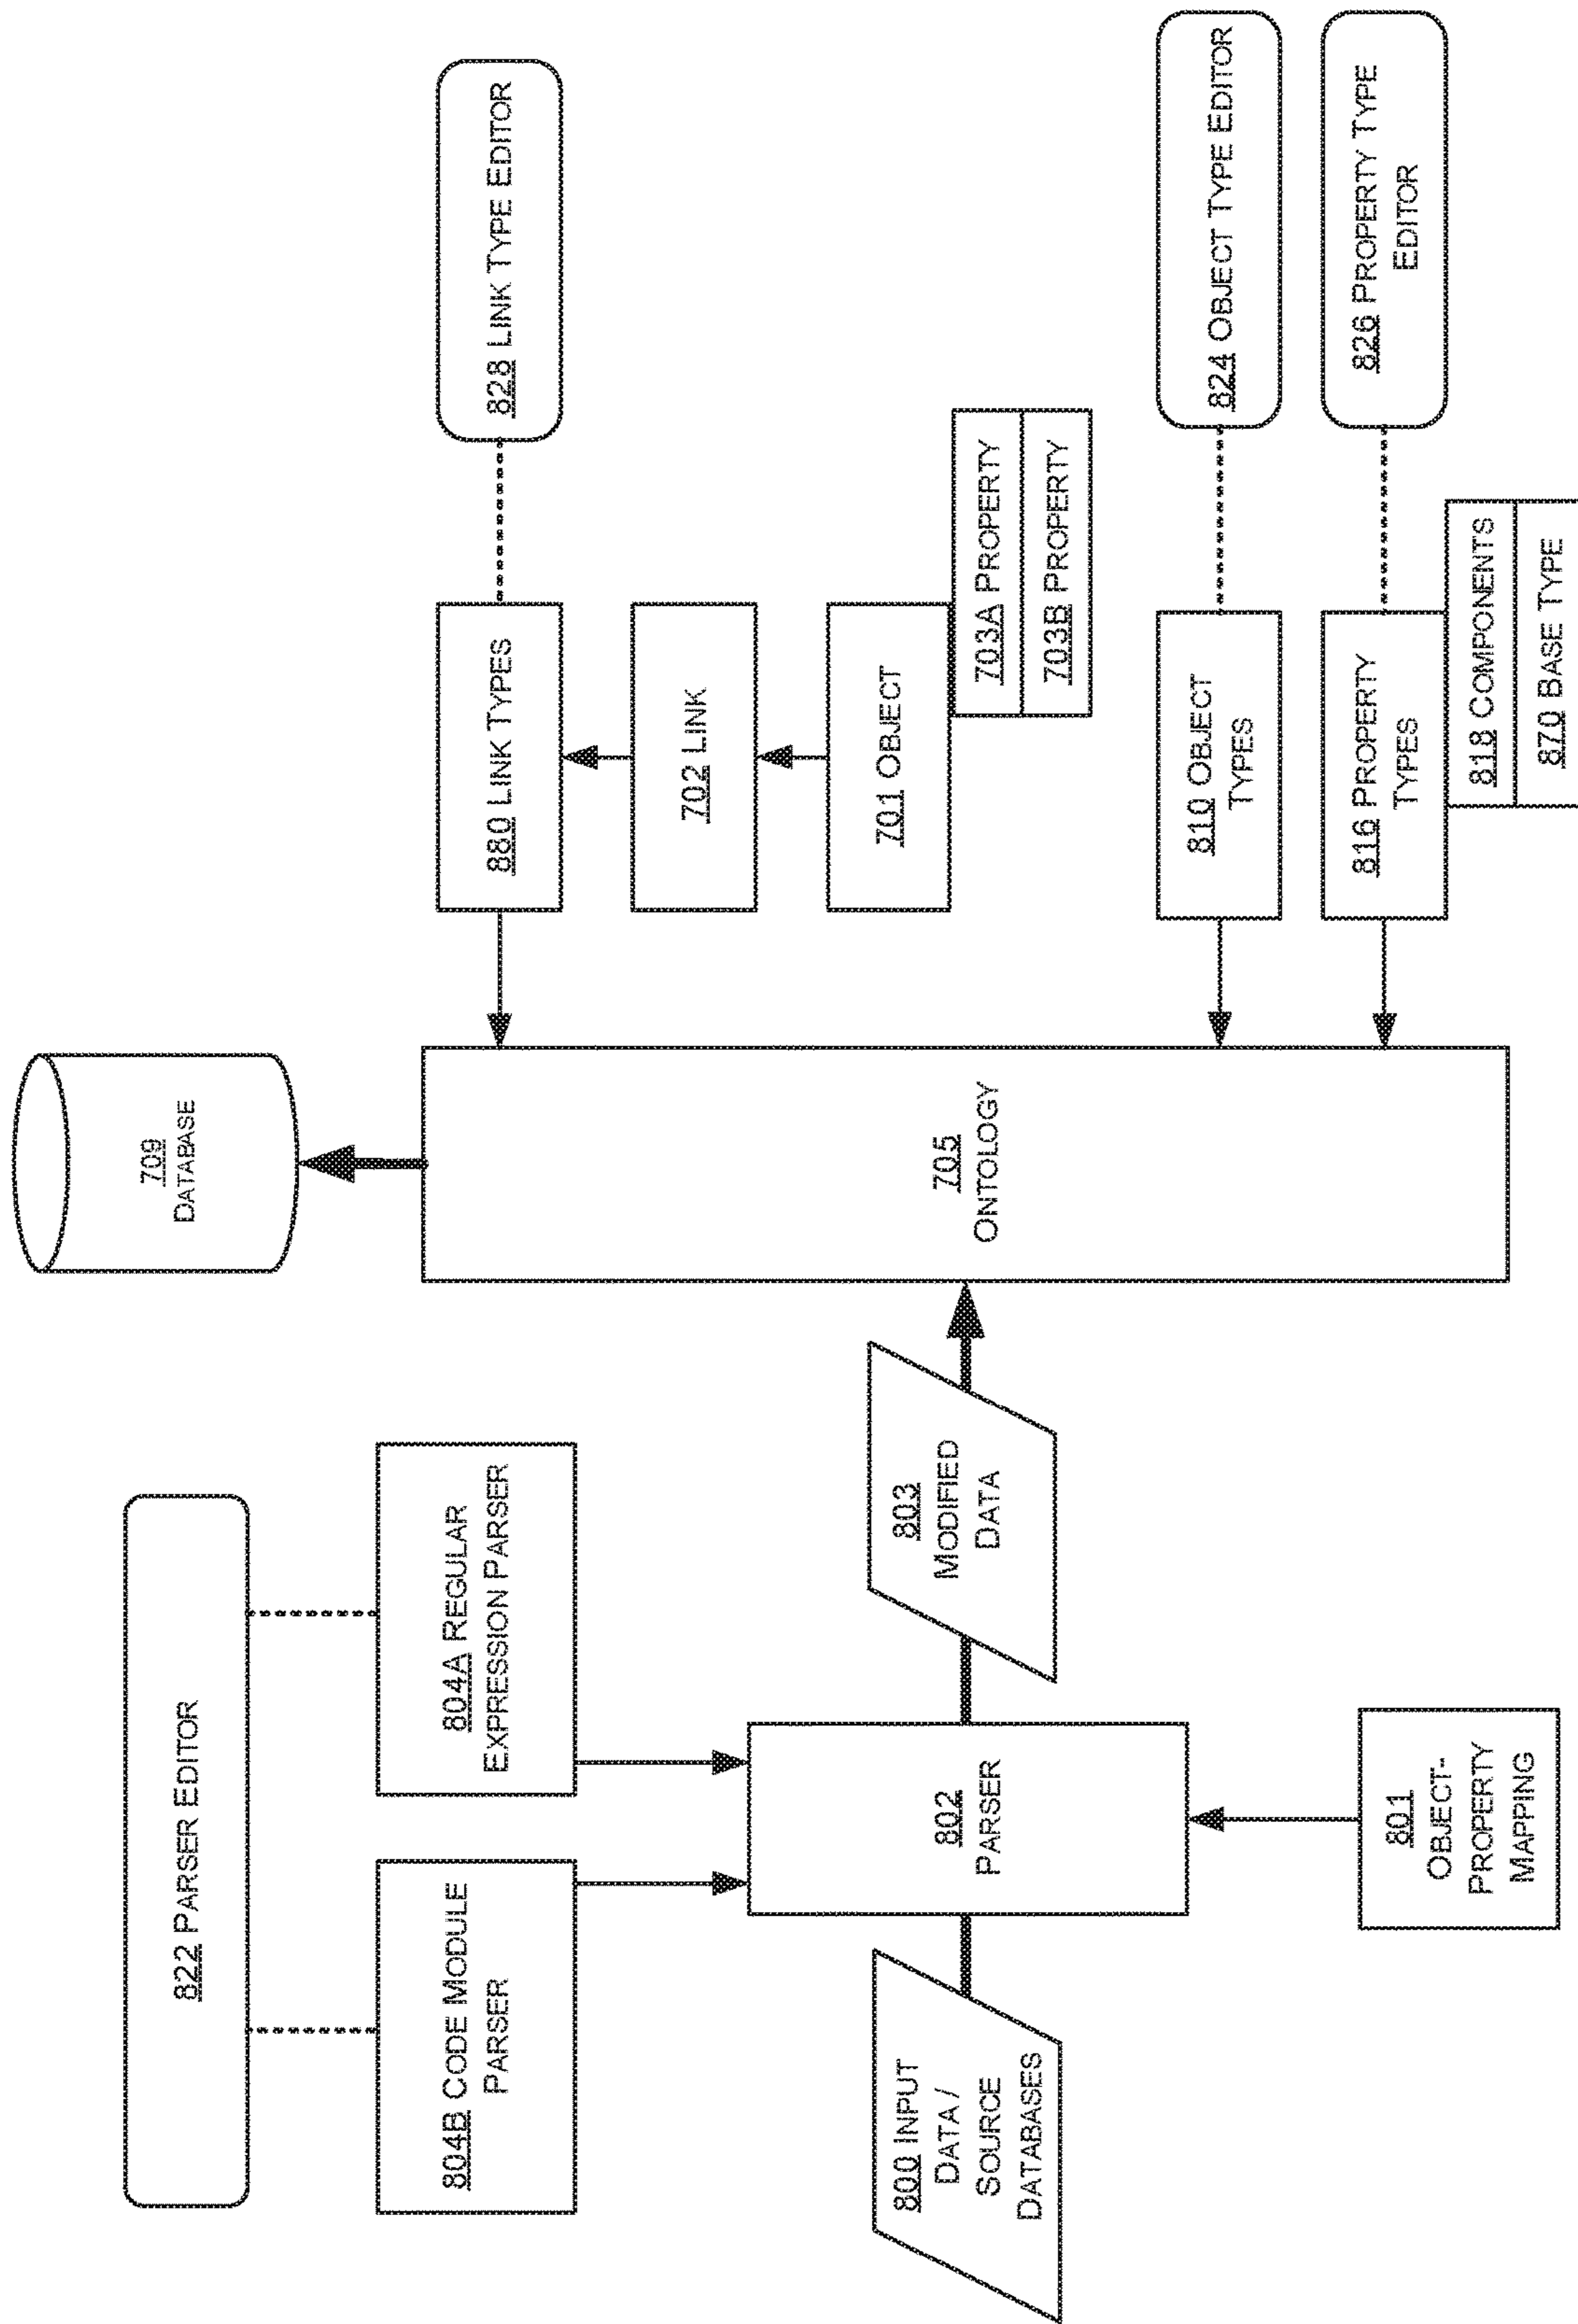 822 PARSER EDITOR
804B CODE MODULE
PARSER
804A REGULAR
EXPRESSION PARSER
800 INPUT
DATA /
SOURCE
DATABASES
802
PARSER
801
OBJECT-
PROPERTY
MAPPING
803
MODIFIED
DATA
709
DATABASE
705
ONTOLOGY
880 LINK TYPES
828 LINK TYPE EDITOR
702 LINK
701 OBJECT
703A PROPERTY
703B PROPERTY
810 OBJECT
TYPES
824 OBJECT TYPE EDITOR
816 PROPERTY
TYPES
826 PROPERTY TYPE
EDITOR
818 COMPONENTS
870 BASE TYPE